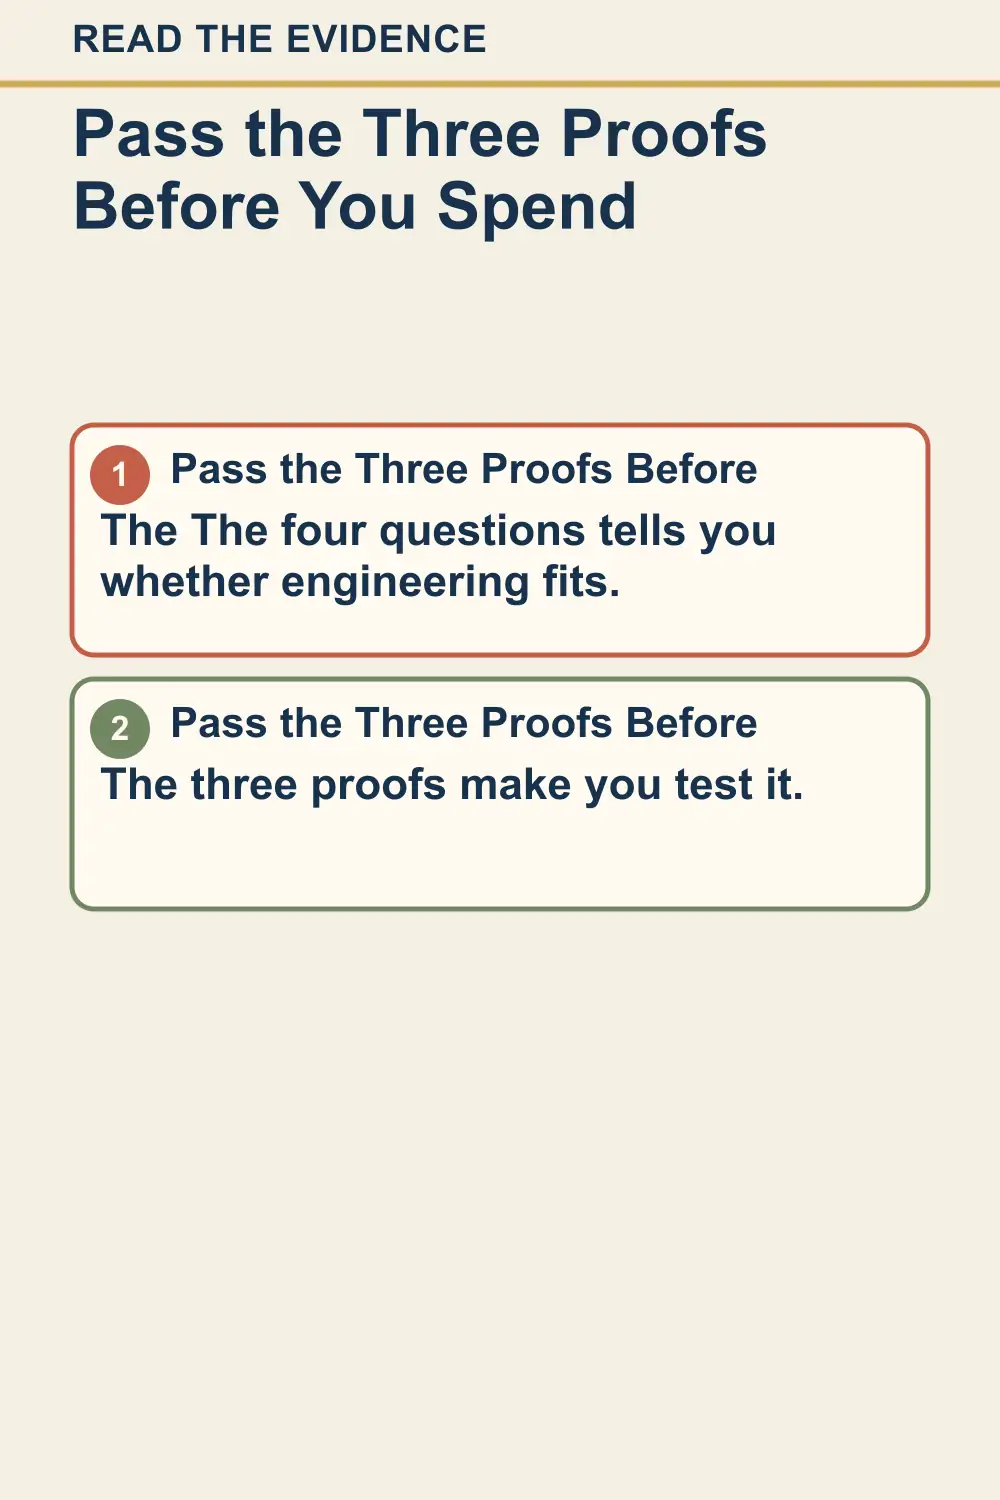 READ THE EVIDENCE
Pass the Three Proofs
Before You Spend
1 Pass the Three Proofs Before
The The four questions tells you
whether engineering fits.
2 Pass the Three Proofs Before
The three proofs make you test it.